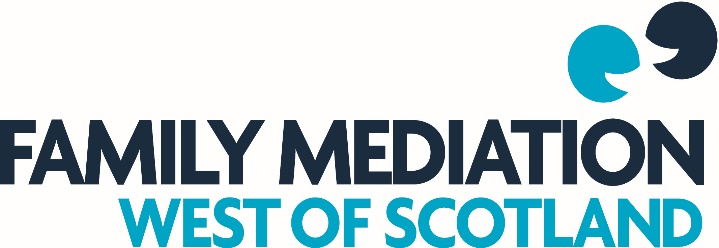 FAMILY MEDIATION
WEST OF SCOTLAND